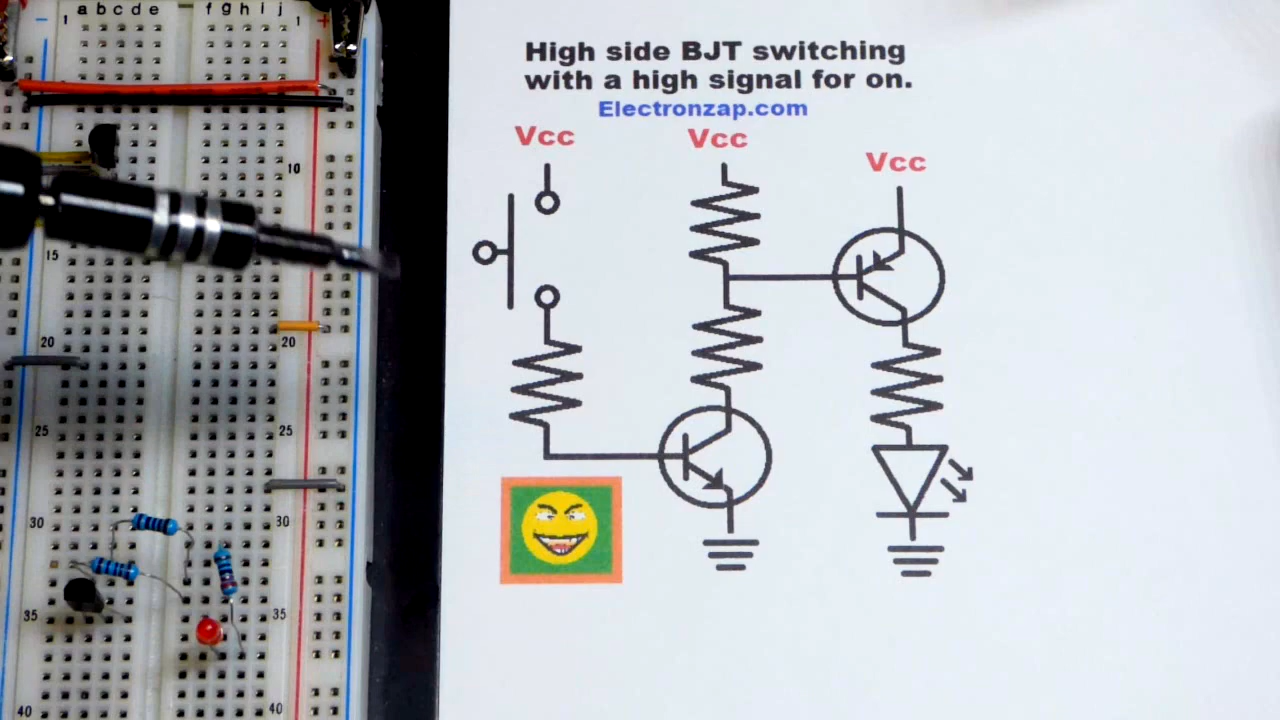 a b c d e
f g h i j
- 1
1 +
High side BJT switching
with a high signal for on.
Electronzap.com
Vcc
Vcc
Vcc
10
15
20
20
25
25
30
30
35
35
40
40